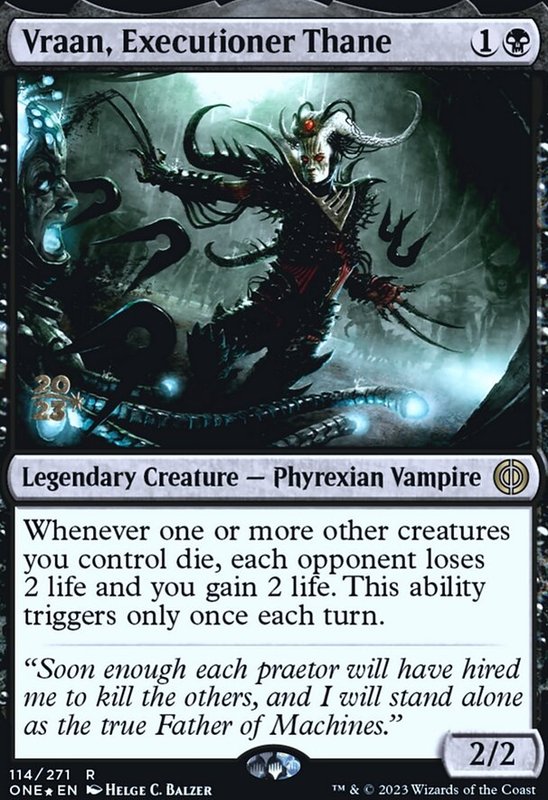 Vraan, Executioner Thane
1
20
23
Legendary Creature — Phyrexian Vampire
Whenever one or more other creatures
you control die, each opponent loses
2 life and you gain 2 life. This ability
triggers only once each turn.
“Soon enough each praetor will have hired
me to kill the others, and I will stand alone
as the true Father of Machines.”
2/2
114/271 R
ONE★EN HELGE C. BALZER
™ & © 2023 Wizards of the Coast